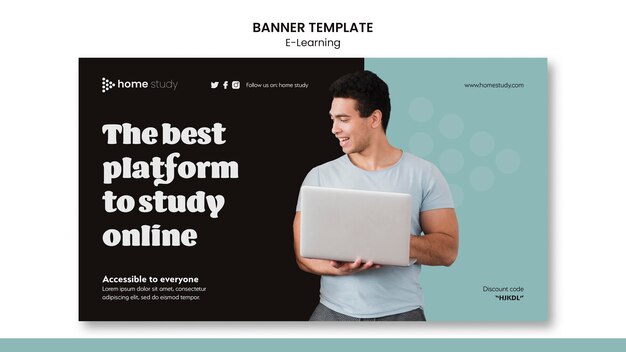 BANNER TEMPLATE
E-Learning
home study
Follow us on: home study
www.homestudy.com
The best
platform
to study
online
Accessible to everyone
Lorem ipsum dolor sit amet, consectetur
adipiscing elit, sed do eiusmod tempor.
Discount code
"HJKDL"